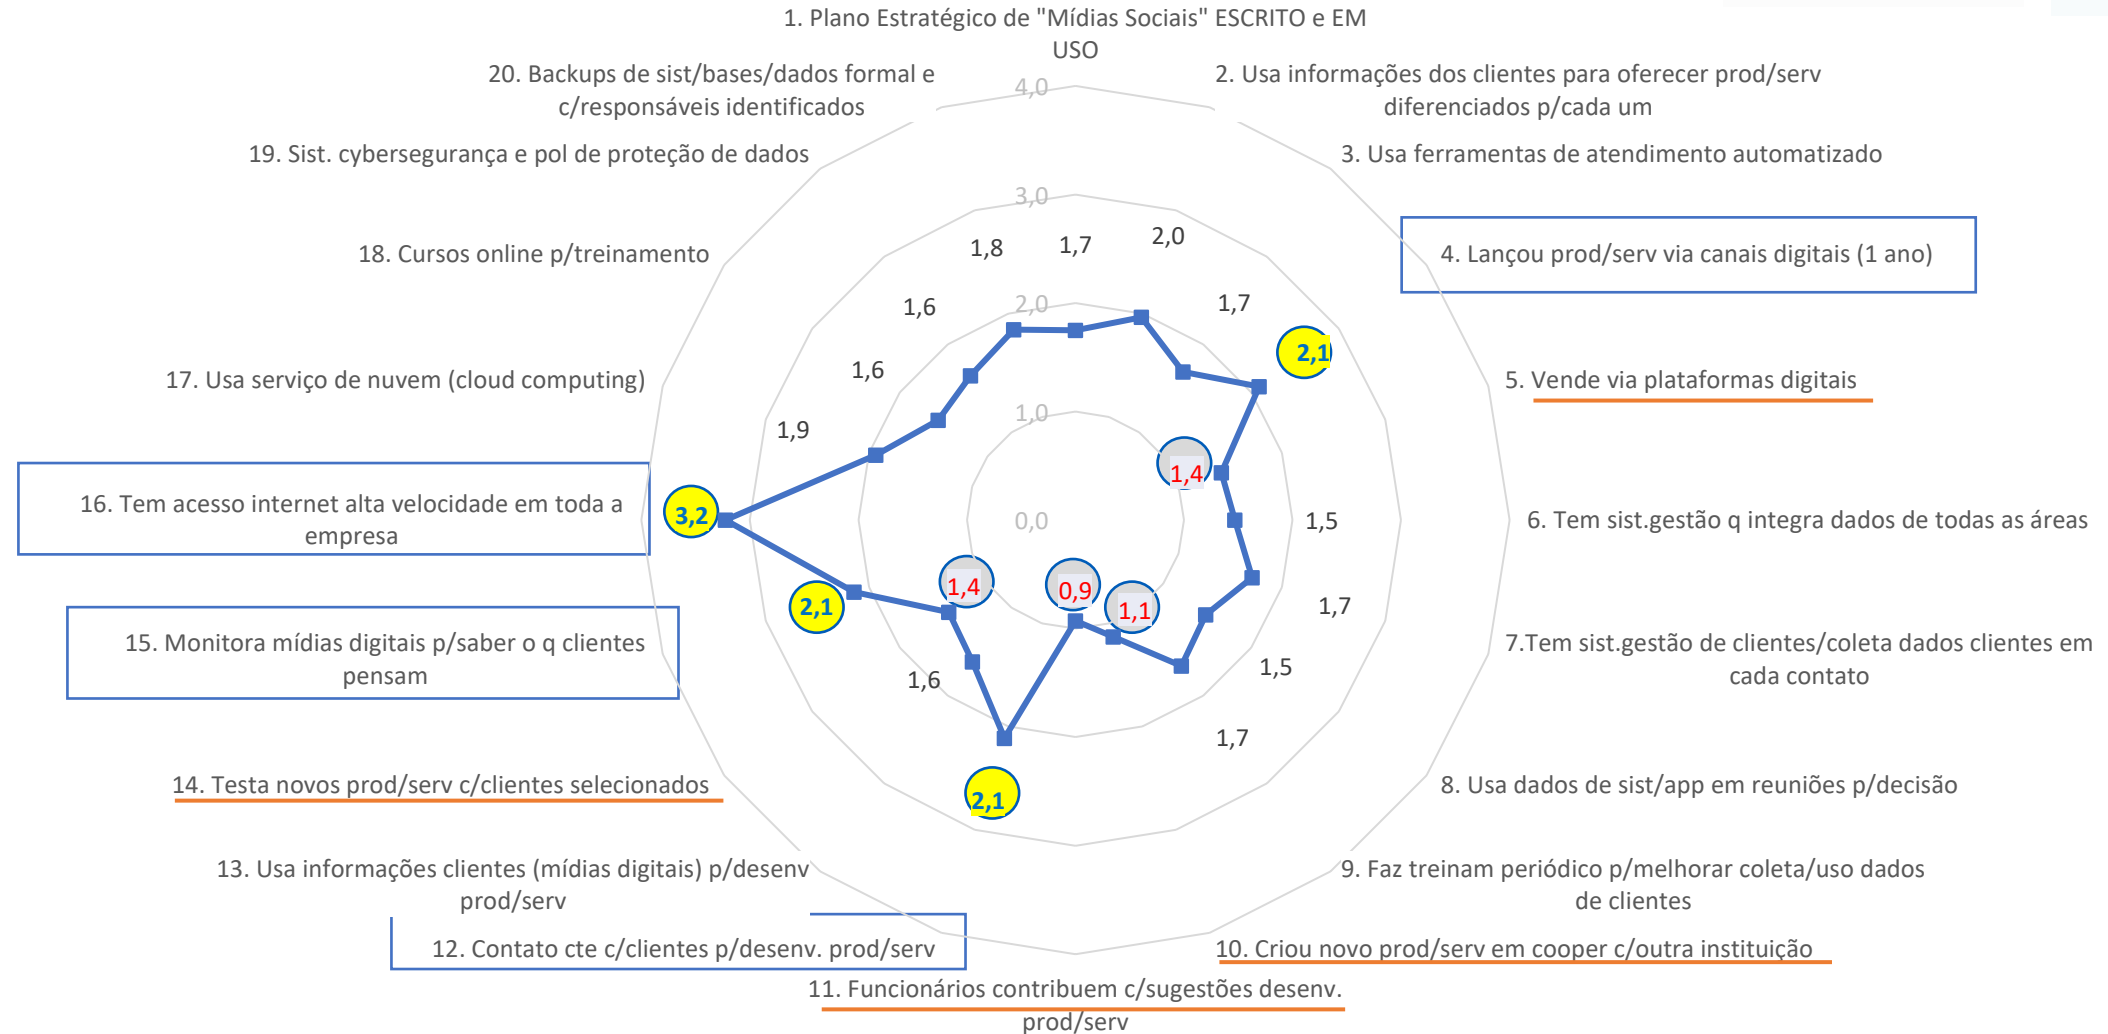 1. Plano Estratégico de "Mídias Sociais" ESCRITO e EM
USO
20. Backups de sist/bases/dados formal e
c/responsáveis identificados
2. Usa informações dos clientes para oferecer prod/serv
diferenciados p/cada um
4,0
19. Sist. cybersegurança e pol de proteção de dados
3. Usa ferramentas de atendimento automatizado
3,0
18. Cursos online p/treinamento
1,8
1,7
2,0
4. Lançou prod/serv via canais digitais (1 ano)
1,6
2,0
1,7
2,1
17. Usa serviço de nuvem (cloud computing)
1,6
5. Vende via plataformas digitais
1,9
1,0
1,4
16. Tem acesso internet alta velocidade em toda a
empresa
3,2
0,0
1,5
6. Tem sist.gestão q integra dados de todas as áreas
2,1
1,4
0,9
1,1
1,7
15. Monitora mídias digitais p/saber o q clientes
pensam
7.Tem sist.gestão de clientes/coleta dados clientes em
cada contato
1,6
1,5
1,7
14. Testa novos prod/serv c/clientes selecionados
2,1
8. Usa dados de sist/app em reuniões p/decisão
13. Usa informações clientes (mídias digitais) p/desenv
prod/serv
9. Faz treinam periódico p/melhorar coleta/uso dados
de clientes
12. Contato cte c/clientes p/desenv. prod/serv
10. Criou novo prod/serv em cooper c/outra instituição
11. Funcionários contribuem c/sugestões desenv.
prod/serv